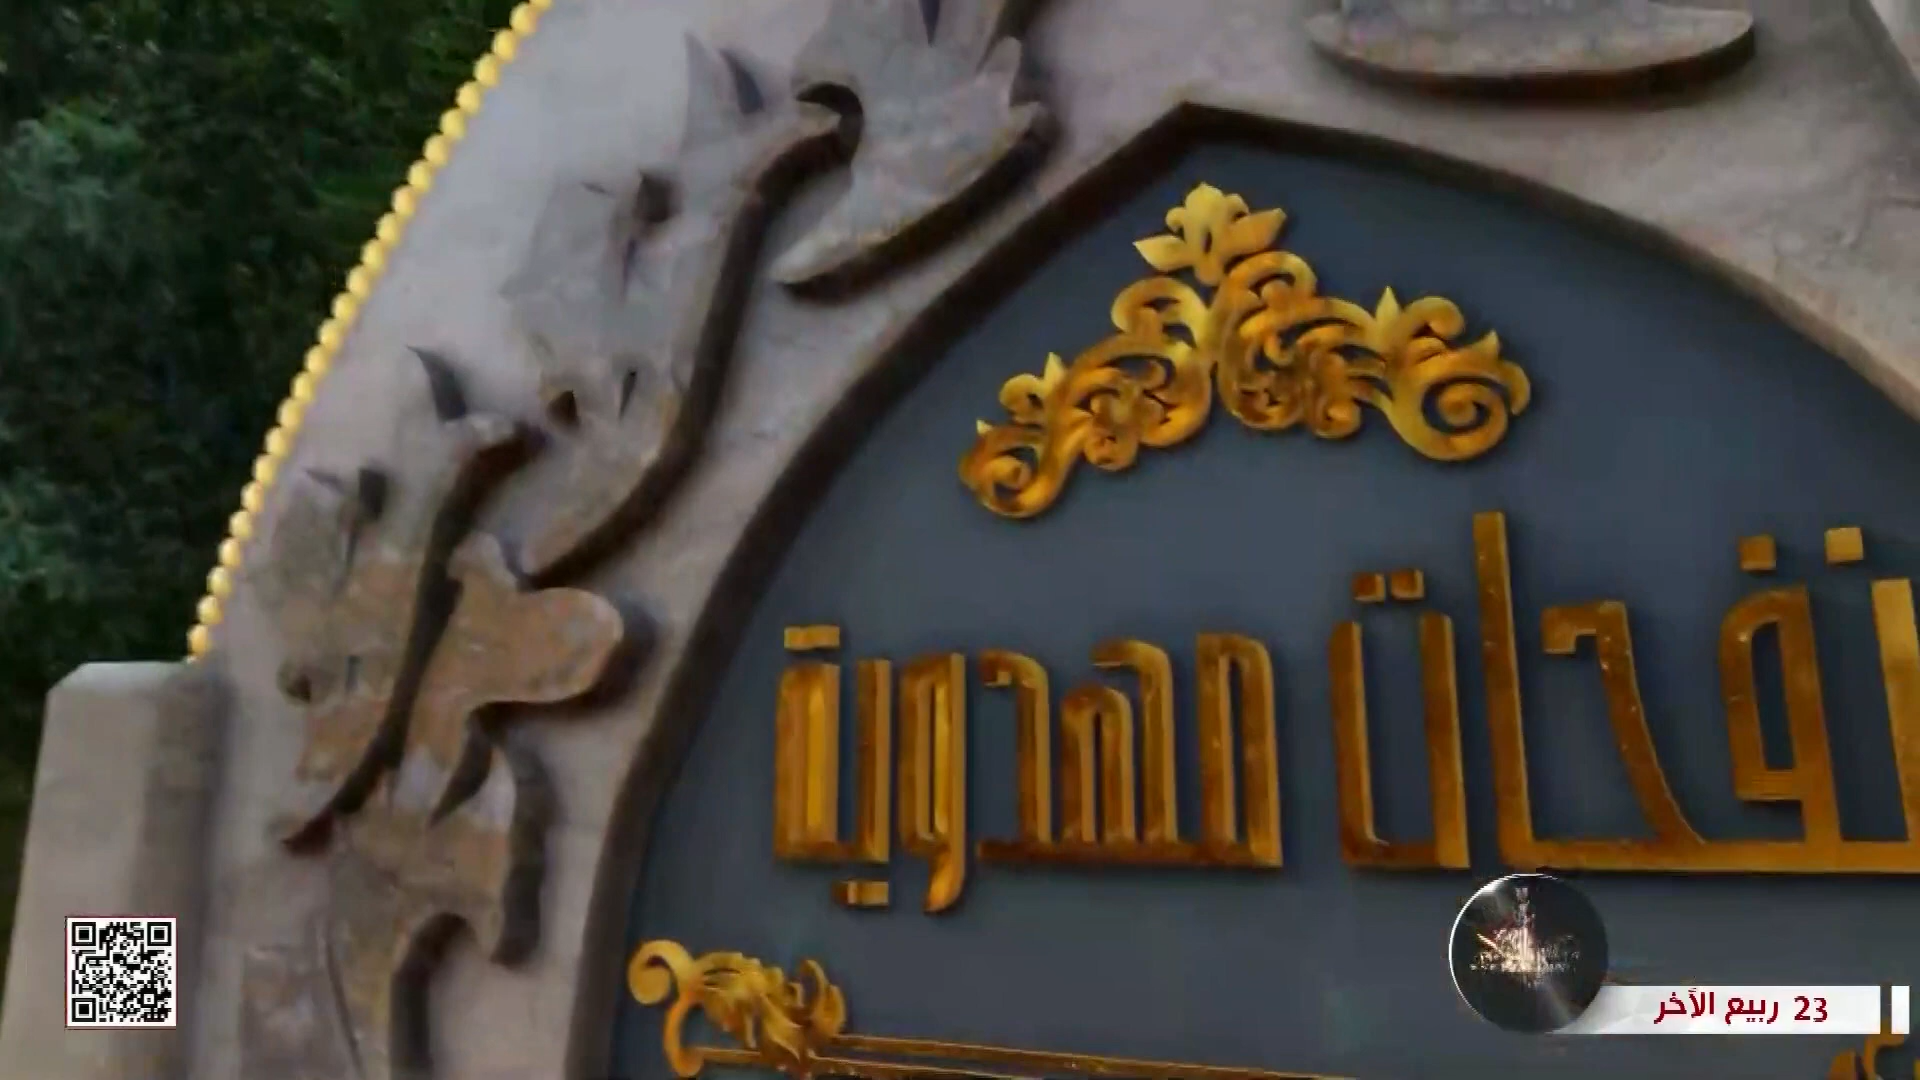 نفحات مهدوية
23 ربيع الآخر